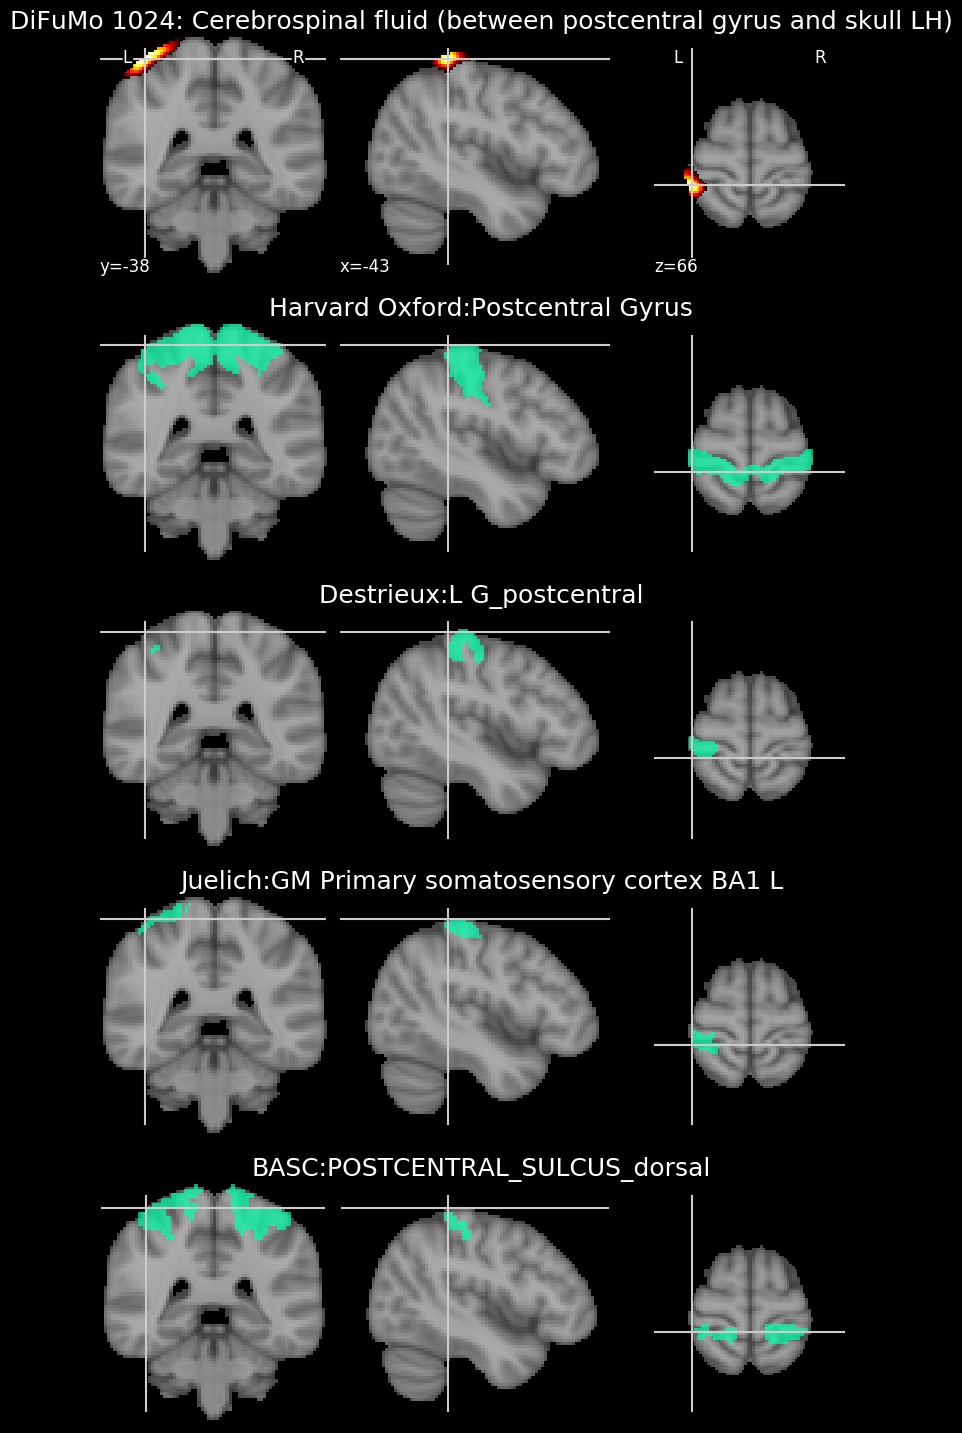 DiFuMo 1024: Cerebrospinal fluid (between postcentral gyrus and skull LH)
L R L R
y=-38 x=-43 z=66
Harvard Oxford:Postcentral Gyrus
Destrieux:L G_postcentral
Juelich:GM Primary somatosensory cortex BA1 L
BASC:POSTCENTRAL_SULCUS_dorsal